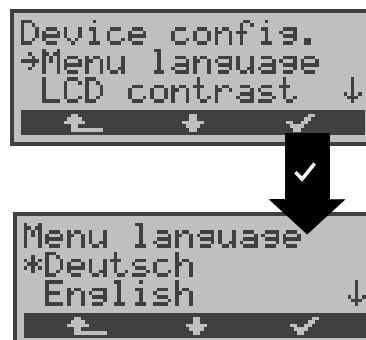 Device config.
→Menu language
LCD contrast ↓
Menu language
*Deutsch
English ↓